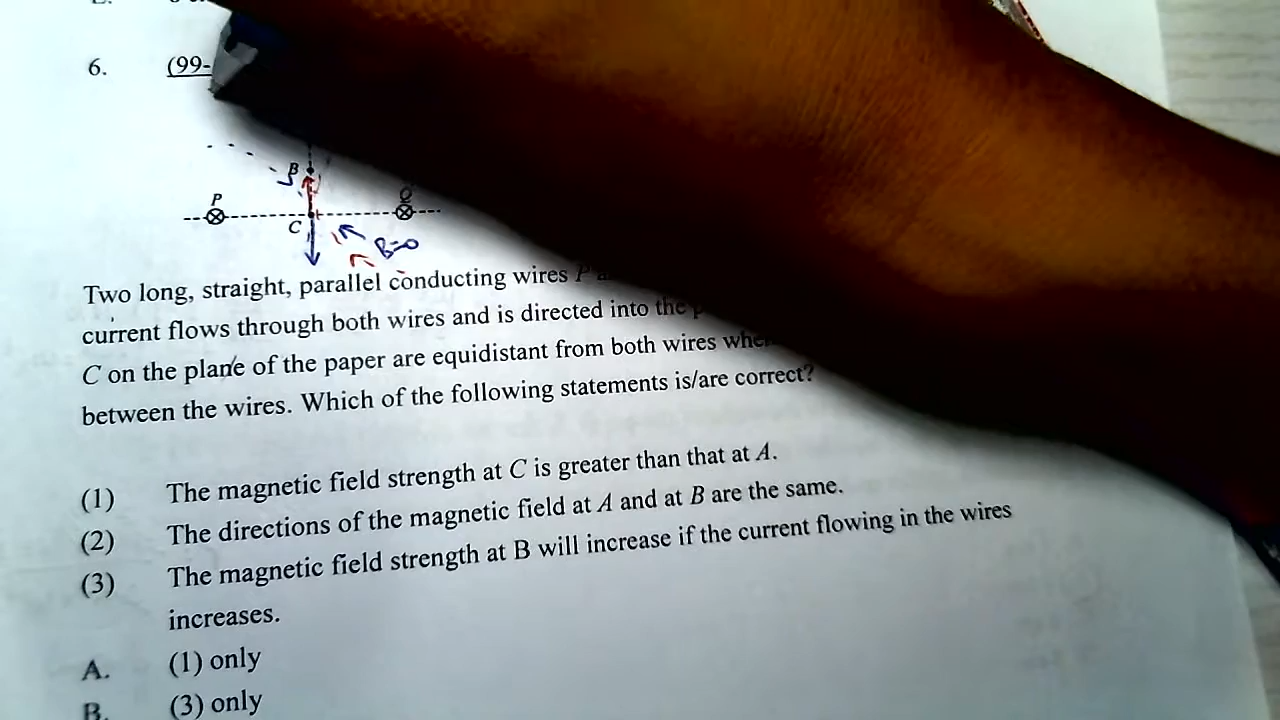 6. (99-
B
P
Q
C
B=0
Two long, straight, parallel conducting wires P
current flows through both wires and is directed into the
C on the plane of the paper are equidistant from both wires
between the wires. Which of the following statements is/are correct?
(1) The magnetic field strength at C is greater than that at A.
(2) The directions of the magnetic field at A and at B are the same.
(3) The magnetic field strength at B will increase if the current flowing in the wires
increases.
A. (1) only
B. (3) only